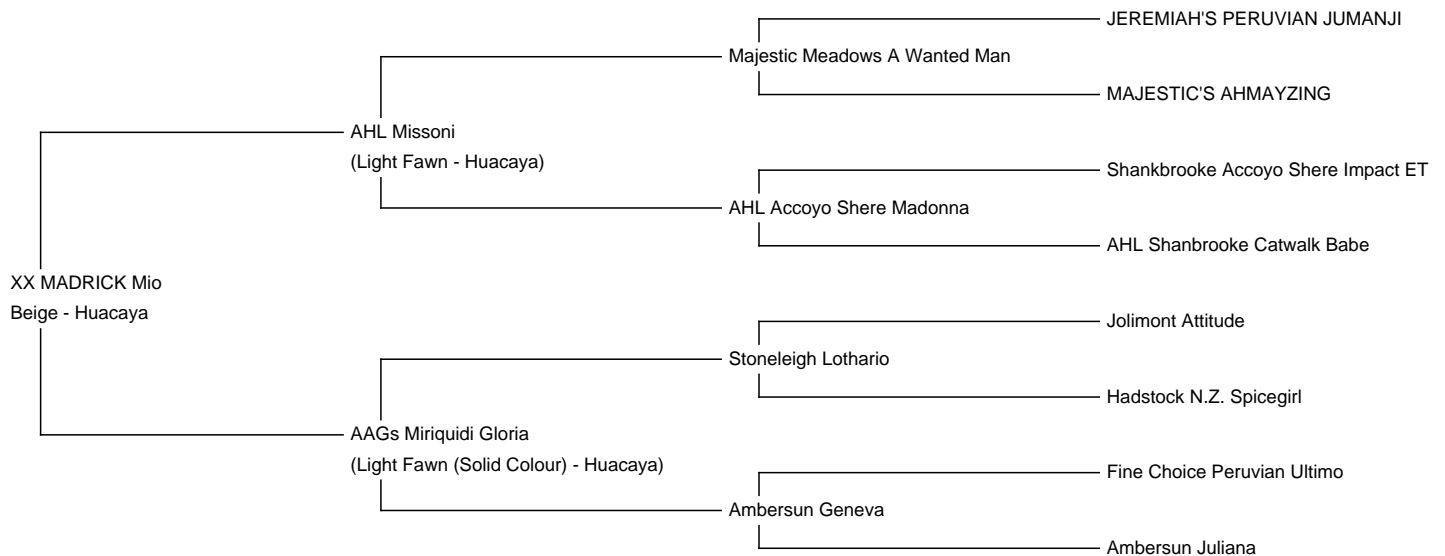 JEREMIAH'S PERUVIAN JUMANJI
Majestic Meadows A Wanted Man
MAJESTIC'S AHMAYZING
AHL Missoni
(Light Fawn - Huacaya)
Shankbrooke Accoyo Shere Impact ET
AHL Accoyo Shere Madonna
AHL Shanbrooke Catwalk Babe
XX MADRICK Mio
Beige - Huacaya
Jolimont Attitude
Stoneleigh Lothario
Hadstock N.Z. Spicegirl
AAGs Miriquidi Gloria
(Light Fawn (Solid Colour) - Huacaya)
Fine Choice Peruvian Ultimo
Ambersun Geneva
Ambersun Juliana